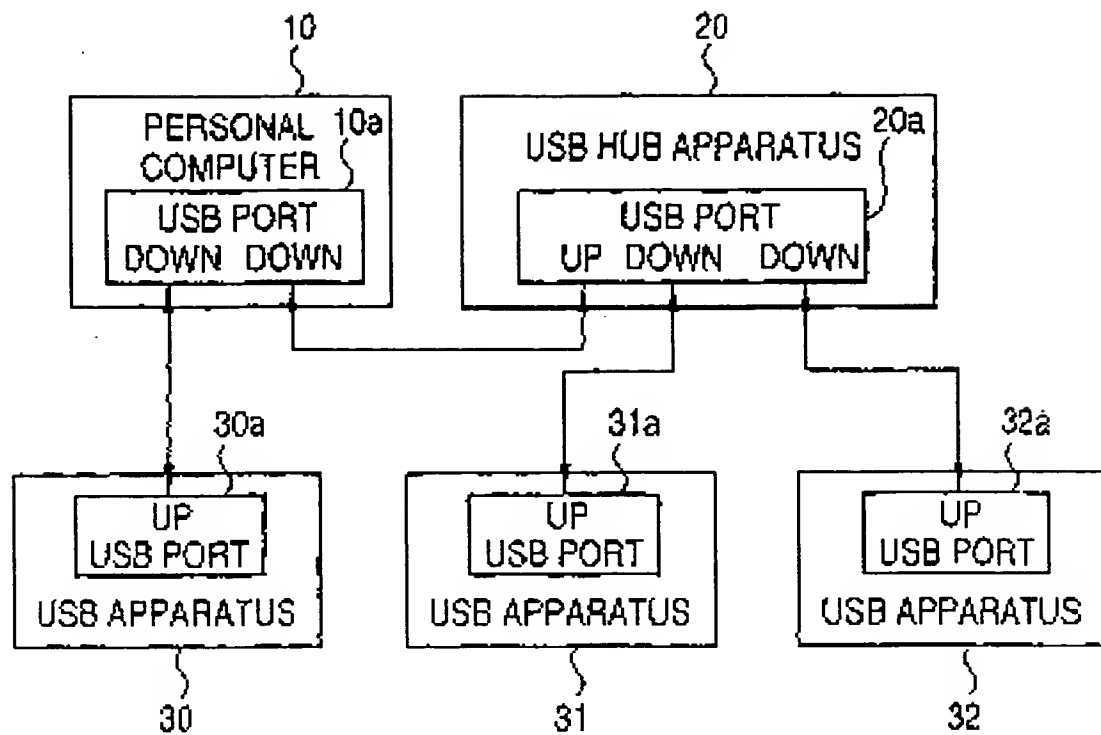 10
20
PERSONAL
COMPUTER
10a
USB HUB APPARATUS
20a
USB PORT
DOWN DOWN
USB PORT
UP DOWN DOWN
30a
31a
32a
UP
USB PORT
USB APPARATUS
UP
USB PORT
USB APPARATUS
UP
USB PORT
USB APPARATUS
30
31
32